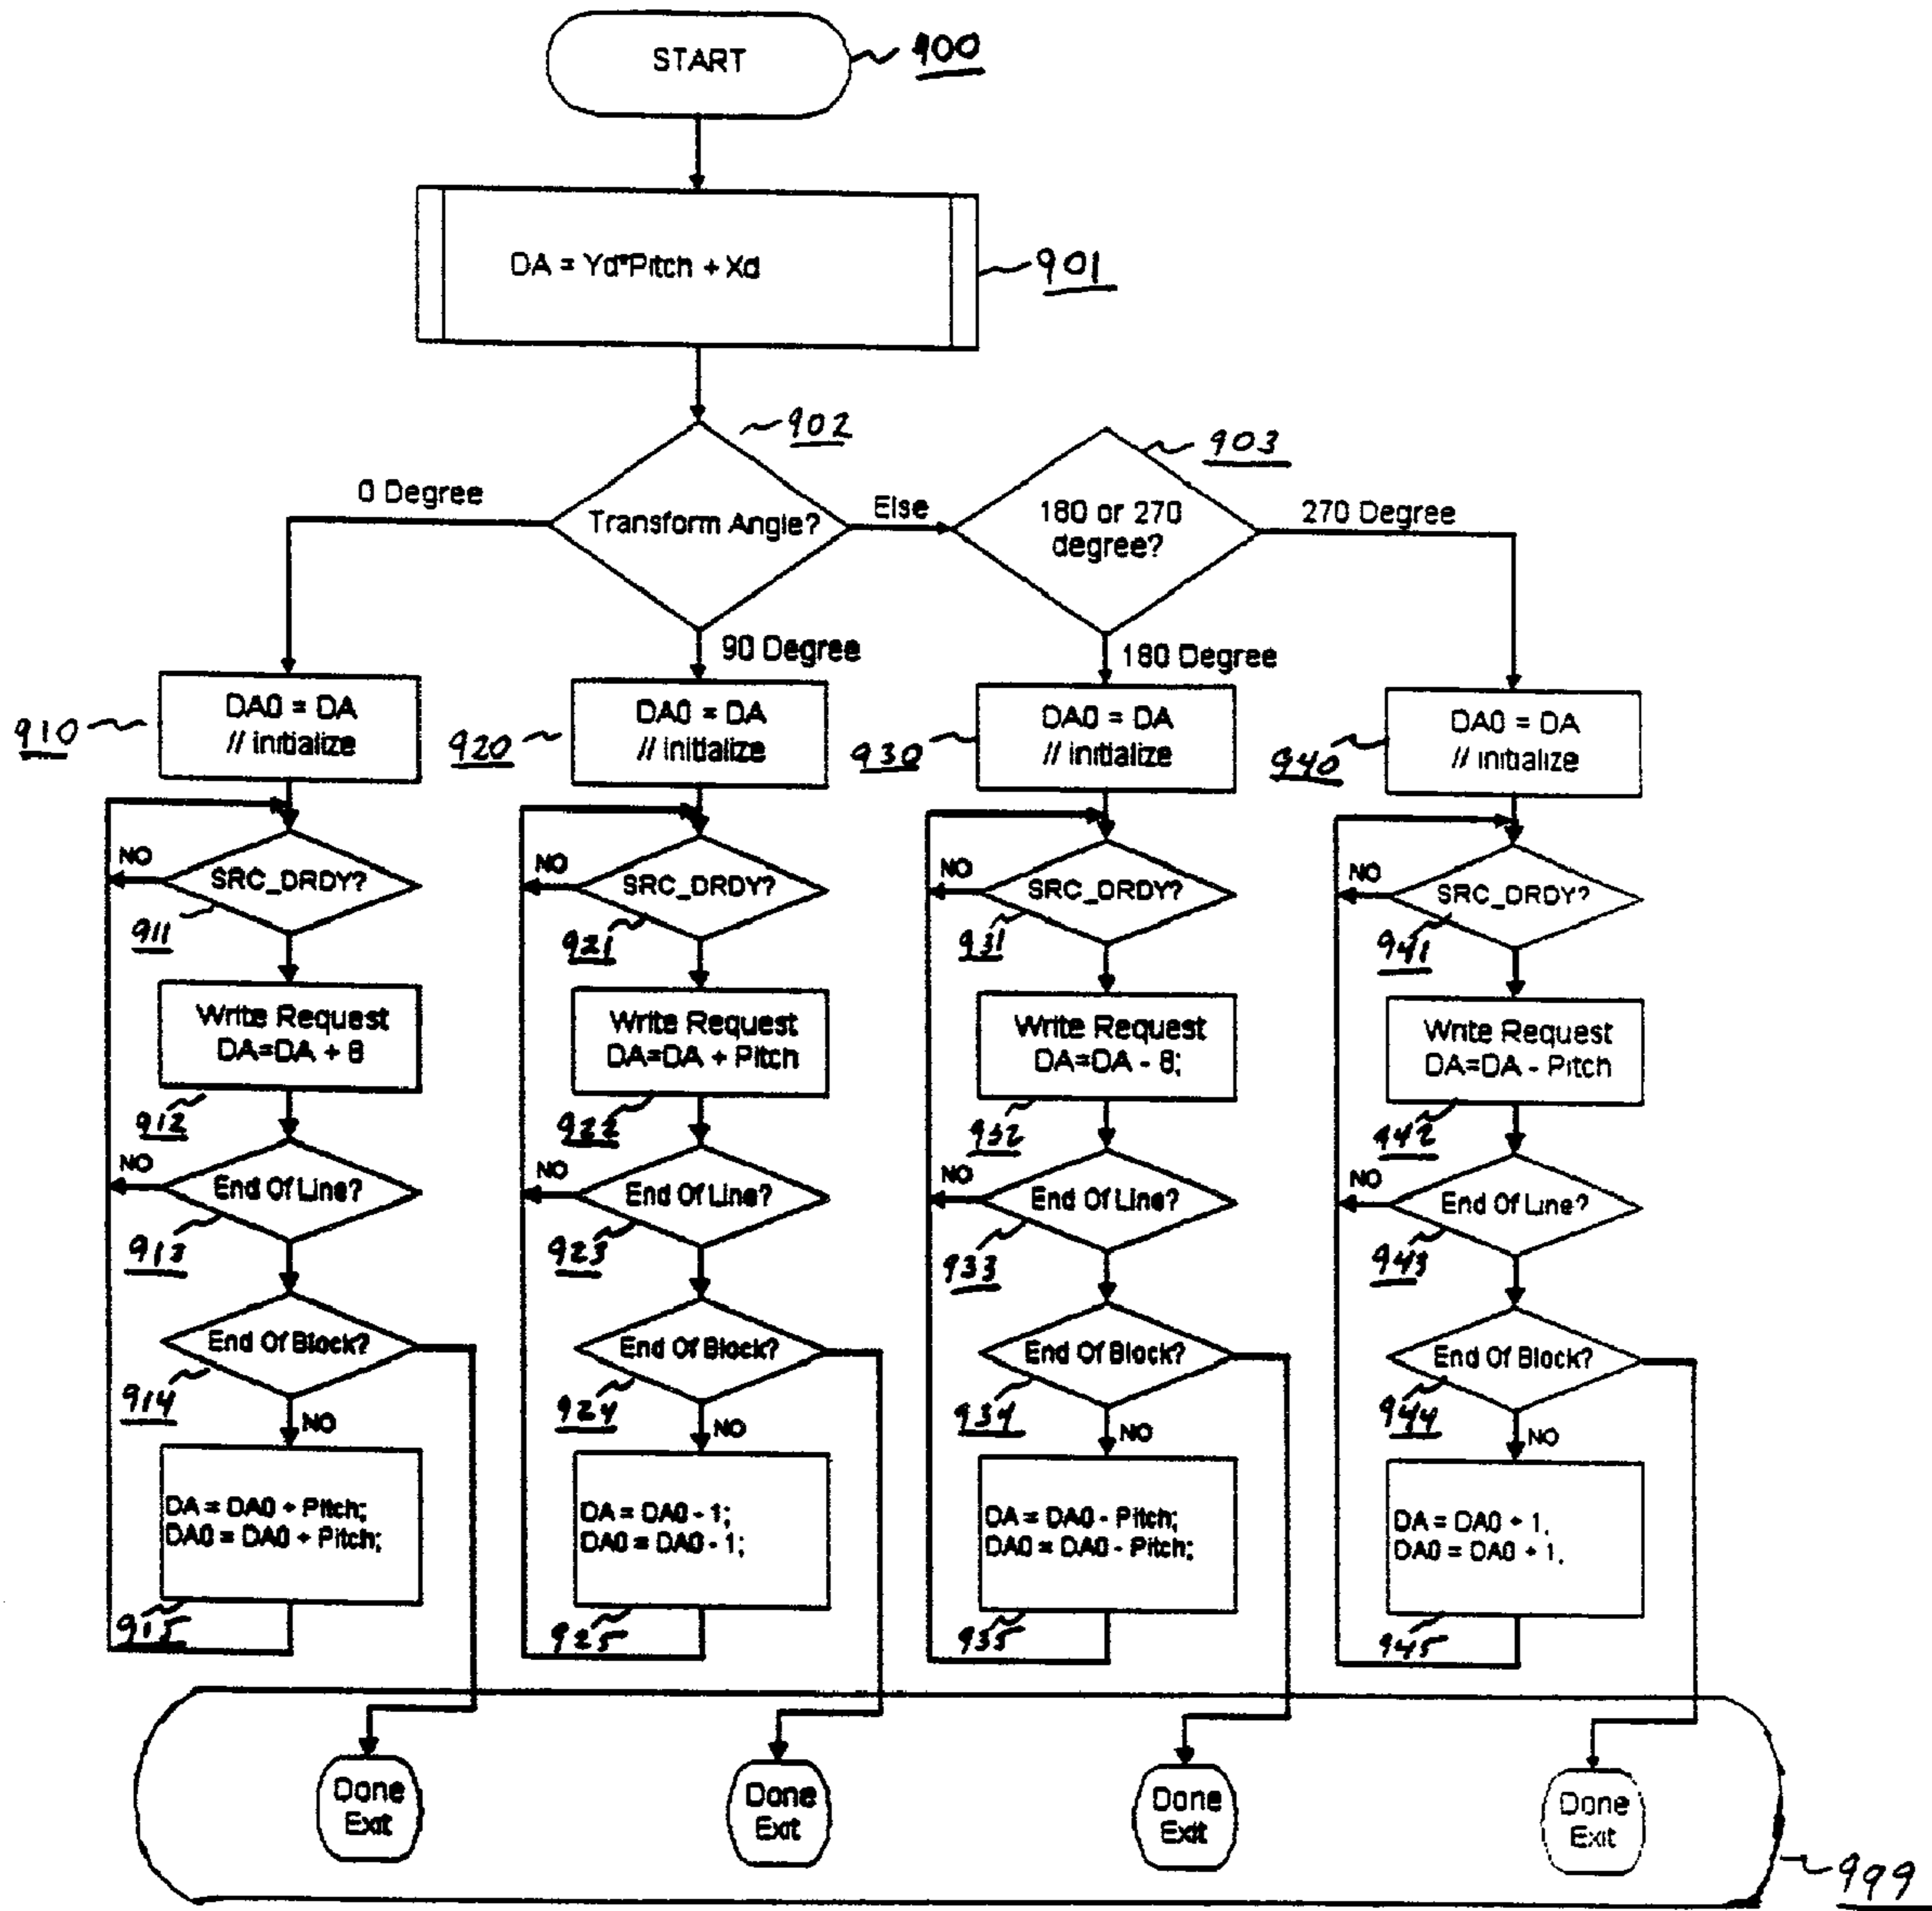 START
900
DA = Yd*Pitch + Xd
901
902
903
0 Degree
Transform Angle?
Else
180 or 270
degree?
270 Degree
90 Degree
180 Degree
910
DA0 = DA
// initialize
920
DA0 = DA
// initialize
930
DA0 = DA
// initialize
940
DA0 = DA
// initialize
NO
SRC_DRDY?
911
NO
SRC_DRDY?
921
NO
SRC_DRDY?
931
NO
SRC_DRDY?
941
Write Request
DA=DA + 8
912
Write Request
DA=DA + Pitch
922
Write Request
DA=DA - 8;
932
Write Request
DA=DA - Pitch
942
NO
End Of Line?
913
NO
End Of Line?
923
NO
End Of Line?
933
NO
End Of Line?
943
End Of Block?
914
NO
End Of Block?
924
NO
End Of Block?
934
NO
End Of Block?
944
NO
DA = DA0 + Pitch;
DA0 = DA0 + Pitch;
915
DA = DA0 - 1;
DA0 = DA0 - 1;
925
DA = DA0 - Pitch;
DA0 = DA0 - Pitch;
935
DA = DA0 + 1.
DA0 = DA0 + 1.
945
Done
Exit
Done
Exit
Done
Exit
Done
Exit
999